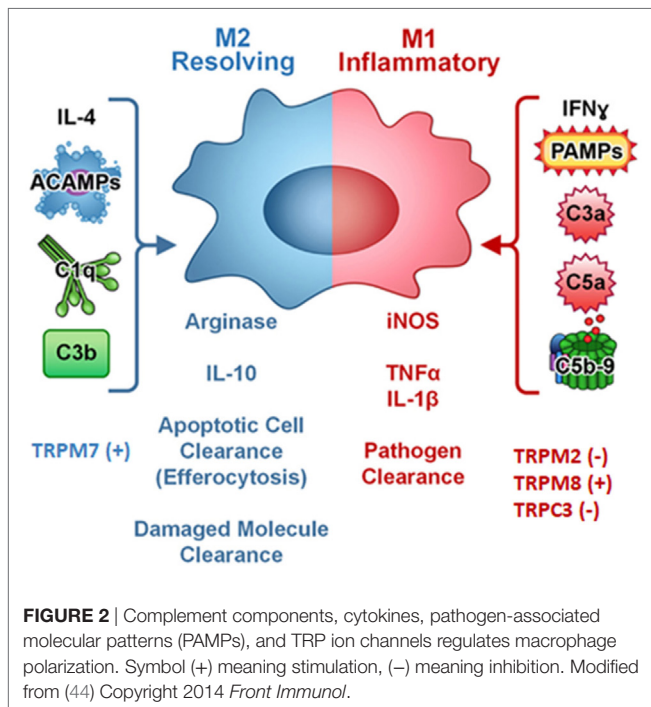 M2
Resolving
M1
Inflammatory
IL-4
ACAMPs
C1q
C3b
TRPM7 (+)
Arginase
IL-10
Apoptotic Cell
Clearance
(Efferocytosis)
Damaged Molecule
Clearance
iNOS
TNFα
IL-1β
Pathogen
Clearance
IFNɣ
PAMPs
C3a
C5a
C5b-9
TRPM2 (-)
TRPM8 (+)
TRPC3 (-)
FIGURE 2 | Complement components, cytokines, pathogen-associated
molecular patterns (PAMPs), and TRP ion channels regulates macrophage
polarization. Symbol (+) meaning stimulation, (−) meaning inhibition. Modified
from (44) Copyright 2014 Front Immunol.